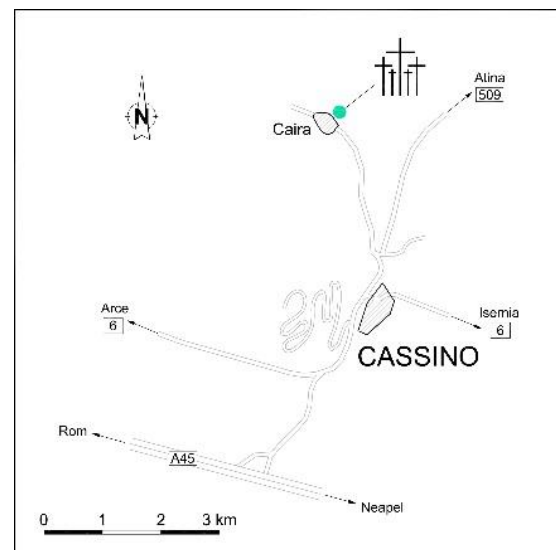 Atina
509
N
Caira
Arce
6
Isernia
6
CASSINO
Rom
A45
Neapel
0 1 2 3 km